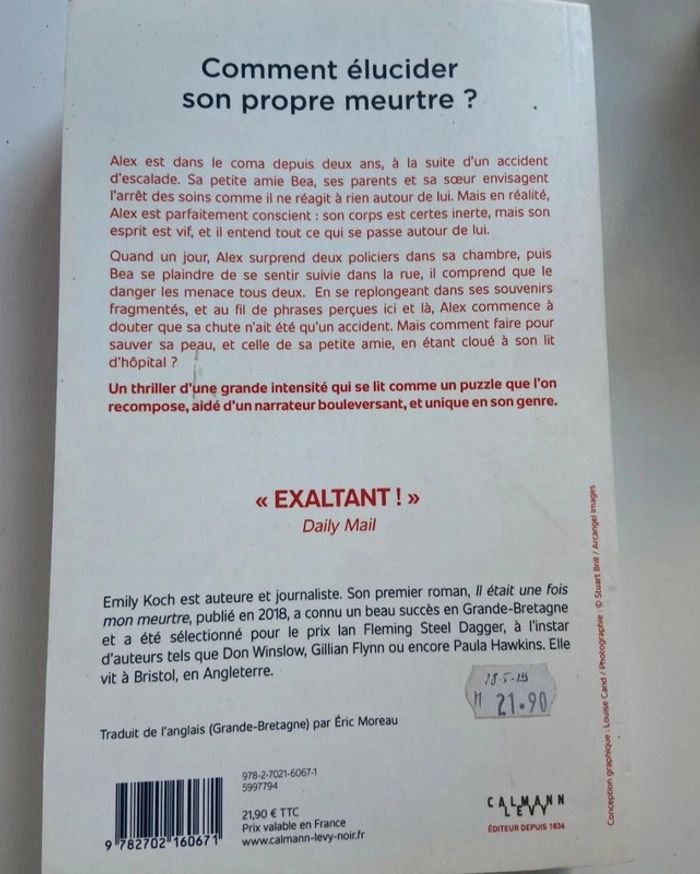 Comment élucider
son propre meurtre ?
Alex est dans le coma depuis deux ans, à la suite d'un accident
d'escalade. Sa petite amie Bea, ses parents et sa sœur envisagent
l'arrêt des soins comme il ne réagit à rien autour de lui. Mais en réalité,
Alex est parfaitement conscient : son corps est certes inerte, mais son
esprit est vif, et il entend tout ce qui se passe autour de lui.
Quand un jour, Alex surprend deux policiers dans sa chambre, puis
Bea se plaindre de se sentir suivie dans la rue, il comprend que le
danger les menace tous deux. En se replongeant dans ses souvenirs
fragmentés, et au fil de phrases perçues ici et là, Alex commence à
douter que sa chute n'ait été qu'un accident. Mais comment faire pour
sauver sa peau, et celle de sa petite amie, en étant cloué à son lit
d'hôpital ?
Un thriller d'une grande intensité qui se lit comme un puzzle que l'on
recompose, aidé d'un narrateur bouleversant, et unique en son genre.
« EXALTANT ! »
Daily Mail
Emily Koch est auteure et journaliste. Son premier roman, Il était une fois
mon meurtre, publié en 2018, a connu un beau succès en Grande-Bretagne
et a été sélectionné pour le prix Ian Fleming Steel Dagger, à l'instar
d'auteurs tels que Don Winslow, Gillian Flynn ou encore Paula Hawkins. Elle
vit à Bristol, en Angleterre.
21.90
Traduit de l'anglais (Grande-Bretagne) par Éric Moreau
978-2-7021-6067-1
5997794
21,90 € TTC
Prix valable en France
www.calmann-levy-noir.fr
9 782702 160671
CALMANN
LEVY
ÉDITEUR DEPUIS 1836
Conception graphique : Louise Cand / Photographie : © Stuart Brill / Arcangel Images